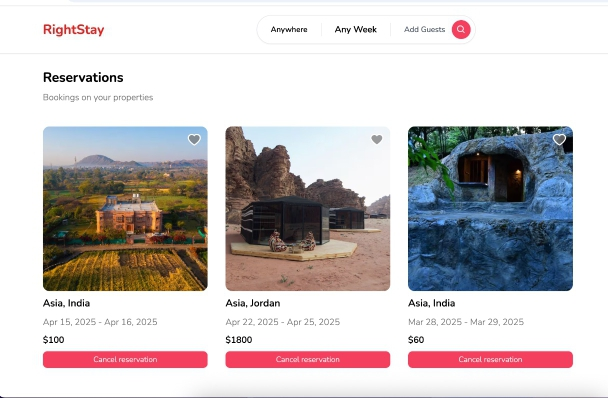 RightStay
Anywhere
Any Week
Add Guests
Reservations
Bookings on your properties
Asia, India
Apr 15, 2025 - Apr 16, 2025
$100
Cancel reservation
Asia, Jordan
Apr 22, 2025 - Apr 25, 2025
$1800
Cancel reservation
Asia, India
Mar 28, 2025 - Mar 29, 2025
$60
Cancel reservation